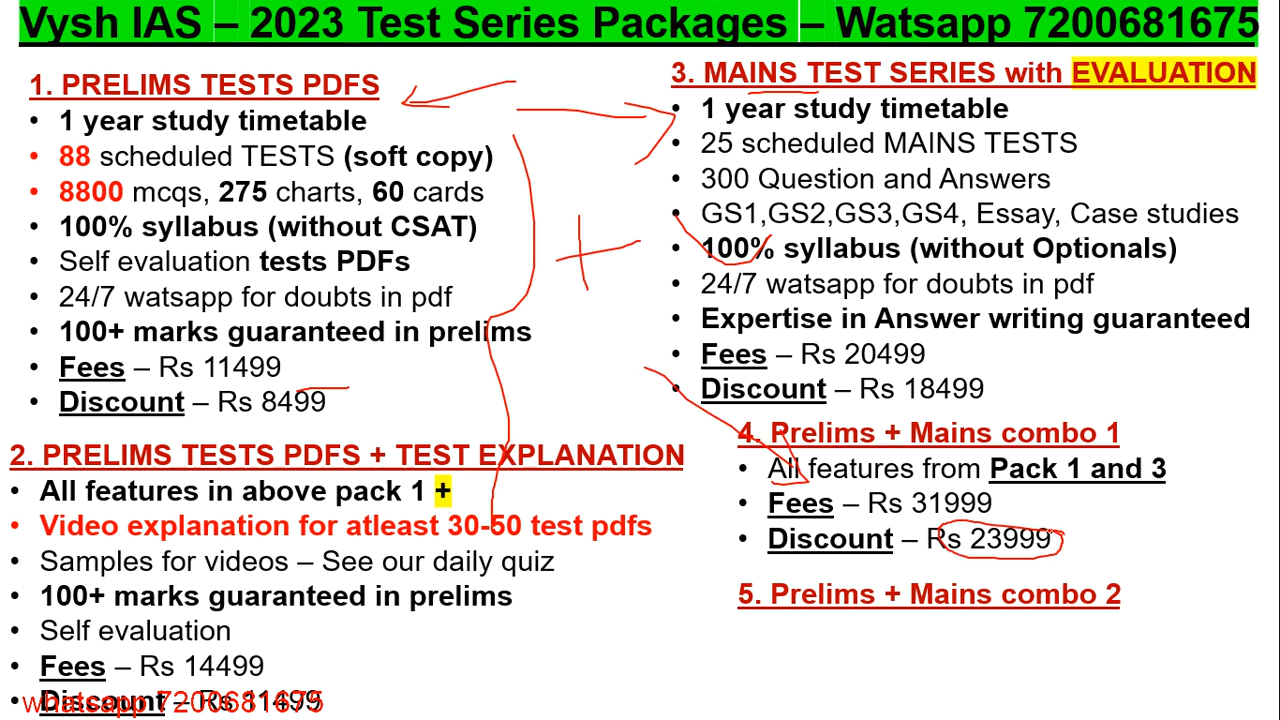 Vysh IAS – 2023 Test Series Packages – Watsapp 7200681675
1. PRELIMS TESTS PDFS
• 1 year study timetable
• 88 scheduled TESTS (soft copy)
• 8800 mcqs, 275 charts, 60 cards
• 100% syllabus (without CSAT)
• Self evaluation tests PDFs
• 24/7 watsapp for doubts in pdf
• 100+ marks guaranteed in prelims
• Fees – Rs 11499
• Discount – Rs 8499
2. PRELIMS TESTS PDFS + TEST EXPLANATION
• All features in above pack 1 +
• Video explanation for atleast 30-50 test pdfs
• Samples for videos – See our daily quiz
• 100+ marks guaranteed in prelims
• Self evaluation
• Fees – Rs 14499
• Discount – Rs 11499
whatsapp 7200681675
3. MAINS TEST SERIES with EVALUATION
• 1 year study timetable
• 25 scheduled MAINS TESTS
• 300 Question and Answers
• GS1,GS2,GS3,GS4, Essay, Case studies
• 100% syllabus (without Optionals)
• 24/7 watsapp for doubts in pdf
• Expertise in Answer writing guaranteed
• Fees – Rs 20499
• Discount – Rs 18499
4. Prelims + Mains combo 1
• All features from Pack 1 and 3
• Fees – Rs 31999
• Discount – Rs 23999
5. Prelims + Mains combo 2